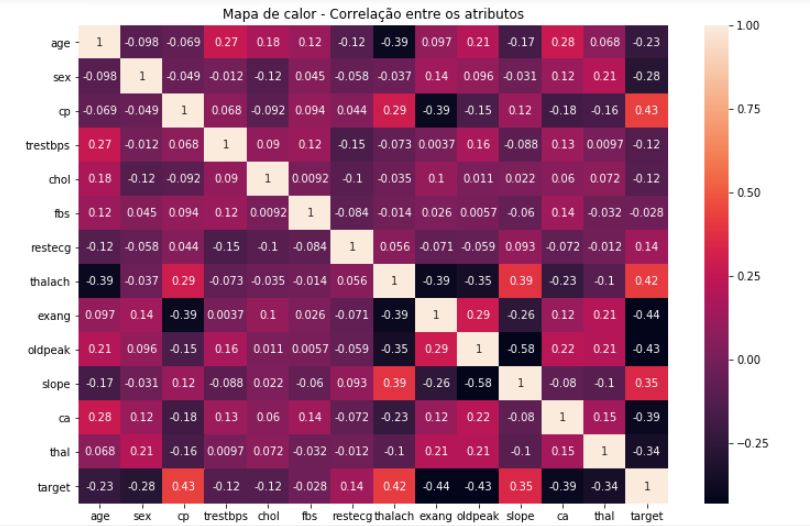 Mapa de calor - Correlação entre os atributos
age 1 -0.098 -0.069 0.27 0.18 0.12 -0.12 -0.39 0.097 0.21 -0.17 0.28 0.068 -0.23
sex -0.098 1 -0.049 -0.012 -0.12 0.045 -0.058 -0.037 0.14 0.096 -0.031 0.12 0.21 -0.28
cp -0.069 -0.049 1 0.068 -0.092 0.094 0.044 0.29 -0.39 -0.15 0.12 -0.18 -0.16 0.43
trestbps 0.27 -0.012 0.068 1 0.09 0.12 -0.15 -0.073 0.0037 0.16 -0.088 0.13 0.0097 -0.12
chol 0.18 -0.12 -0.092 0.09 1 0.0092 -0.1 -0.035 0.1 0.011 0.022 0.06 0.072 -0.12
fbs 0.12 0.045 0.094 0.12 0.0092 1 -0.084 -0.014 0.026 0.0057 -0.06 0.14 -0.032 -0.028
restecg -0.12 -0.058 0.044 -0.15 -0.1 -0.084 1 0.056 -0.071 -0.059 0.093 -0.072 -0.012 0.14
thalach -0.39 -0.037 0.29 -0.073 -0.035 -0.014 0.056 1 -0.39 -0.35 0.39 -0.23 -0.1 0.42
exang 0.097 0.14 -0.39 0.0037 0.1 0.026 -0.071 -0.39 1 0.29 -0.26 0.12 0.21 -0.44
oldpeak 0.21 0.096 -0.15 0.16 0.011 0.0057 -0.059 -0.35 0.29 1 -0.58 0.22 0.21 -0.43
slope -0.17 -0.031 0.12 -0.088 0.022 -0.06 0.093 0.39 -0.26 -0.58 1 -0.08 -0.1 0.35
ca 0.28 0.12 -0.18 0.13 0.06 0.14 -0.072 -0.23 0.12 0.22 -0.08 1 0.15 -0.39
thal 0.068 0.21 -0.16 0.0097 0.072 -0.032 -0.012 -0.1 0.21 0.21 -0.1 0.15 1 -0.34
target -0.23 -0.28 0.43 -0.12 -0.12 -0.028 0.14 0.42 -0.44 -0.43 0.35 -0.39 -0.34 1
age sex cp trestbps chol fbs restecg thalach exang oldpeak slope ca thal target
1.00
0.75
0.50
0.25
0.00
-0.25